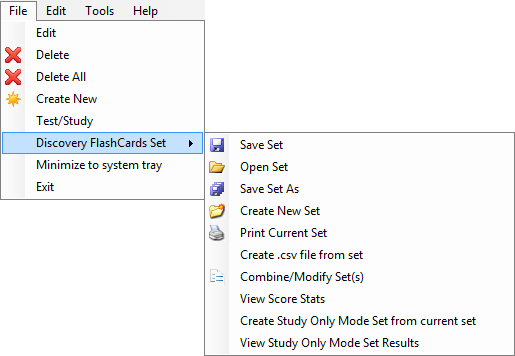 File Edit Tools Help
Edit
Delete
Delete All
Create New
Test/Study
Discovery FlashCards Set
Minimize to system tray
Exit
Save Set
Open Set
Save Set As
Create New Set
Print Current Set
Create .csv file from set
Combine/Modify Set(s)
View Score Stats
Create Study Only Mode Set from current set
View Study Only Mode Set Results